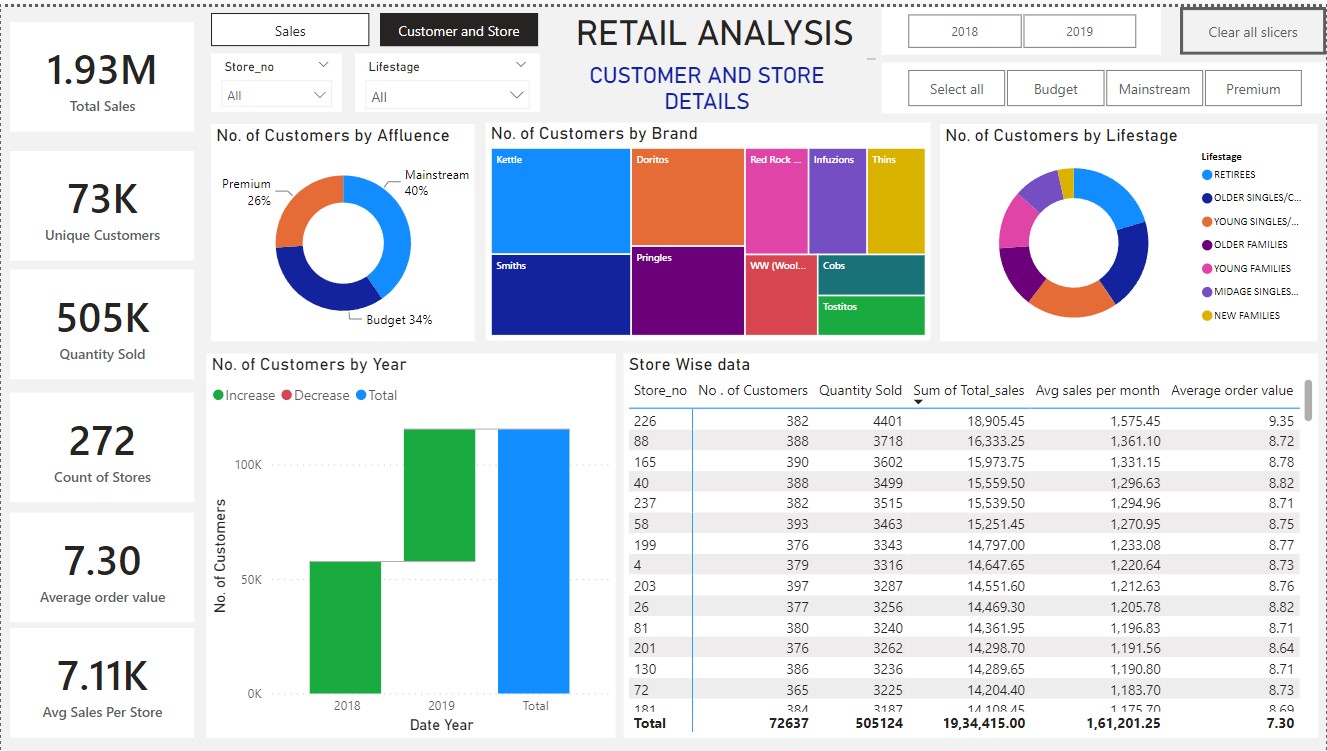 1.93M
Total Sales
73K
Unique Customers
505K
Quantity Sold
272
Count of Stores
7.30
Average order value
7.11K
Avg Sales Per Store
Sales
Customer and Store
Store_no
All
Lifestage
All
RETAIL ANALYSIS
CUSTOMER AND STORE
DETAILS
2018
2019
Clear all slicers
Select all
Budget
Mainstream
Premium
No. of Customers by Affluence
Mainstream
40%
Premium
26%
Budget 34%
No. of Customers by Brand
Kettle
Smiths
Doritos
Pringles
Red Rock ...
Infuzions
Thins
WW (Wool...
Cobs
Tostitos
No. of Customers by Lifestage
Lifestage
RETIREES
OLDER SINGLES/C...
YOUNG SINGLES/...
OLDER FAMILIES
YOUNG FAMILIES
MIDAGE SINGLES...
NEW FAMILIES
No. of Customers by Year
Increase Decrease Total
No. of Customers
100K
50K
0K
2018 2019 Total
Date Year
Store Wise data
Store_no No . of Customers Quantity Sold Sum of Total_sales Avg sales per month Average order value
226 382 4401 18,905.45 1,575.45 9.35
88 388 3718 16,333.25 1,361.10 8.72
165 390 3602 15,973.75 1,331.15 8.78
40 388 3499 15,559.50 1,296.63 8.82
237 382 3515 15,539.50 1,294.96 8.71
58 393 3463 15,251.45 1,270.95 8.75
199 376 3343 14,797.00 1,233.08 8.77
4 379 3316 14,647.65 1,220.64 8.73
203 397 3287 14,551.60 1,212.63 8.76
26 377 3256 14,469.30 1,205.78 8.82
81 380 3240 14,361.95 1,196.83 8.71
201 376 3262 14,298.70 1,191.56 8.64
130 386 3236 14,289.65 1,190.80 8.71
72 365 3225 14,204.40 1,183.70 8.73
181 384 3187 14,108.45 1,175.70 8.69
Total 72637 505124 19,34,415.00 1,61,201.25 7.30